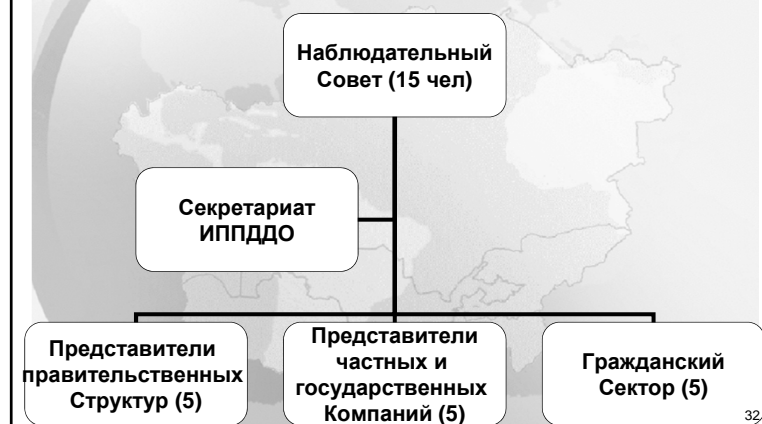 Наблюдательный
Совет (15 чел)
Секретариат
ИППДДО
Представители
правительственных
Структур (5)
Представители
частных и
государственных
Компаний (5)
Гражданский
Сектор (5)
32